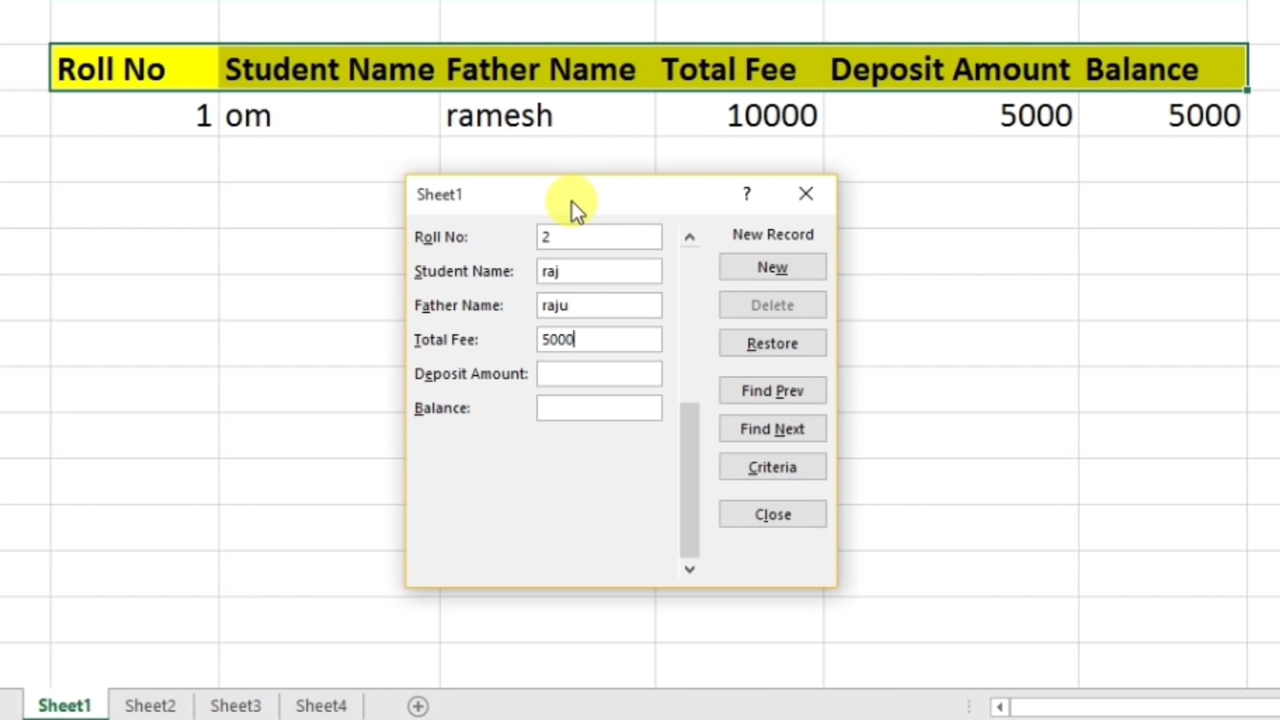 Roll No Student Name Father Name Total Fee Deposit Amount Balance
1 om ramesh 10000 5000 5000
Sheet1 ?
Roll No: 2 New Record
New
Student Name: raj
Father Name: raju Delete
Total Fee: 5000 Restore
Deposit Amount:
Find Prev
Balance:
Find Next
Criteria
Close
Sheet1 Sheet2 Sheet3 Sheet4